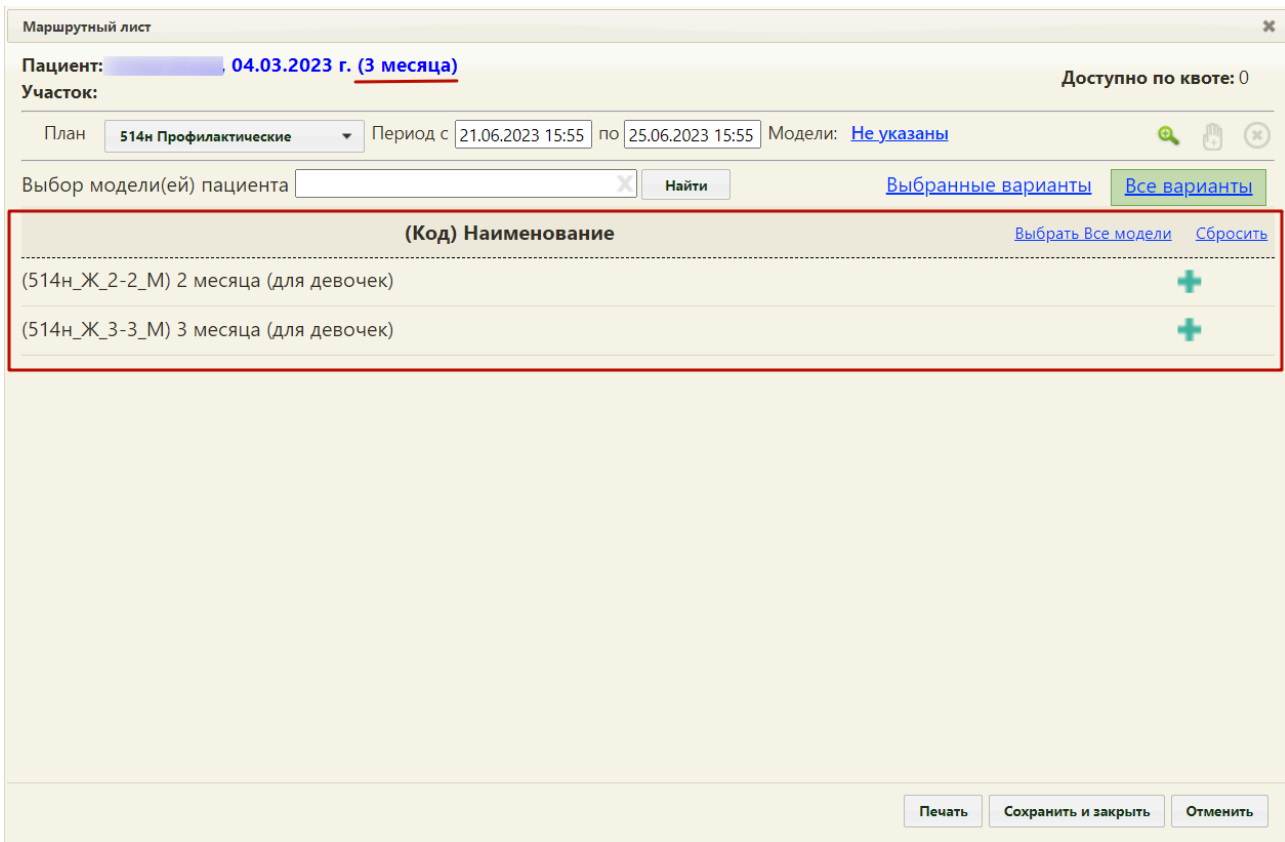 Маршрутный лист
Пациент: , 04.03.2023 г. (3 месяца)
Участок:
Доступно по квоте: 0
План 514н Профилактические Период с 21.06.2023 15:55 по 25.06.2023 15:55 Модели: Не указаны
Выбор модели(ей) пациента Найти Выбранные варианты Все варианты
(Код) Наименование Выбрать Все модели Сбросить
(514н_Ж_2-2_М) 2 месяца (для девочек)
(514н_Ж_3-3_М) 3 месяца (для девочек)
Печать Сохранить и закрыть Отменить